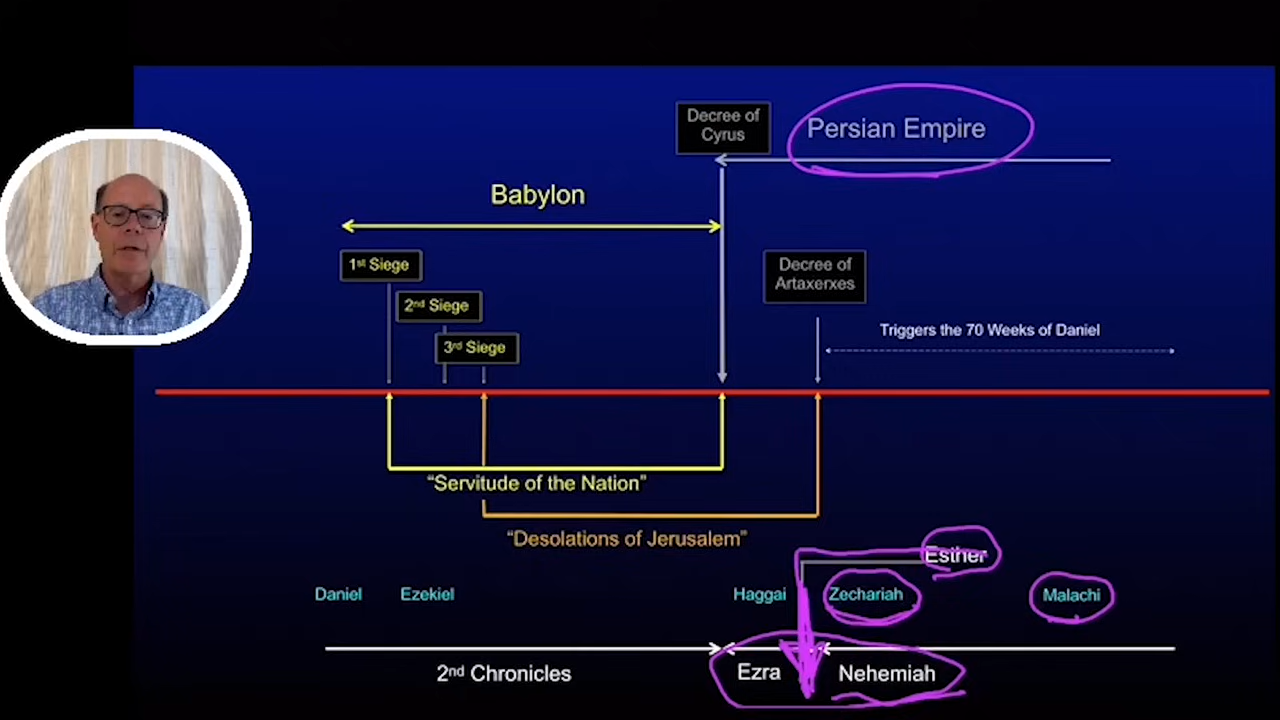 Decree of
Cyrus
Persian Empire
Babylon
1st Siege
2nd Siege
3rd Siege
Decree of
Artaxerxes
Triggers the 70 Weeks of Daniel
“Servitude of the Nation”
“Desolations of Jerusalem”
Esther
Daniel Ezekiel Haggai Zechariah Malachi
2nd Chronicles Ezra Nehemiah